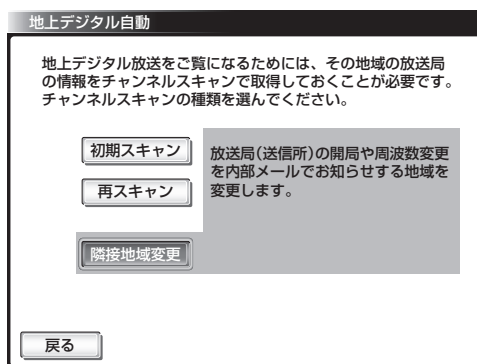 地上デジタル自動
地上デジタル放送をご覧になるためには、その地域の放送局
の情報をチャンネルスキャンで取得しておくことが必要です。
チャンネルスキャンの種類を選んでください。
初期スキャン
再スキャン
隣接地域変更
放送局(送信所)の開局や周波数変更
を内部メールでお知らせする地域を
変更します。
戻る